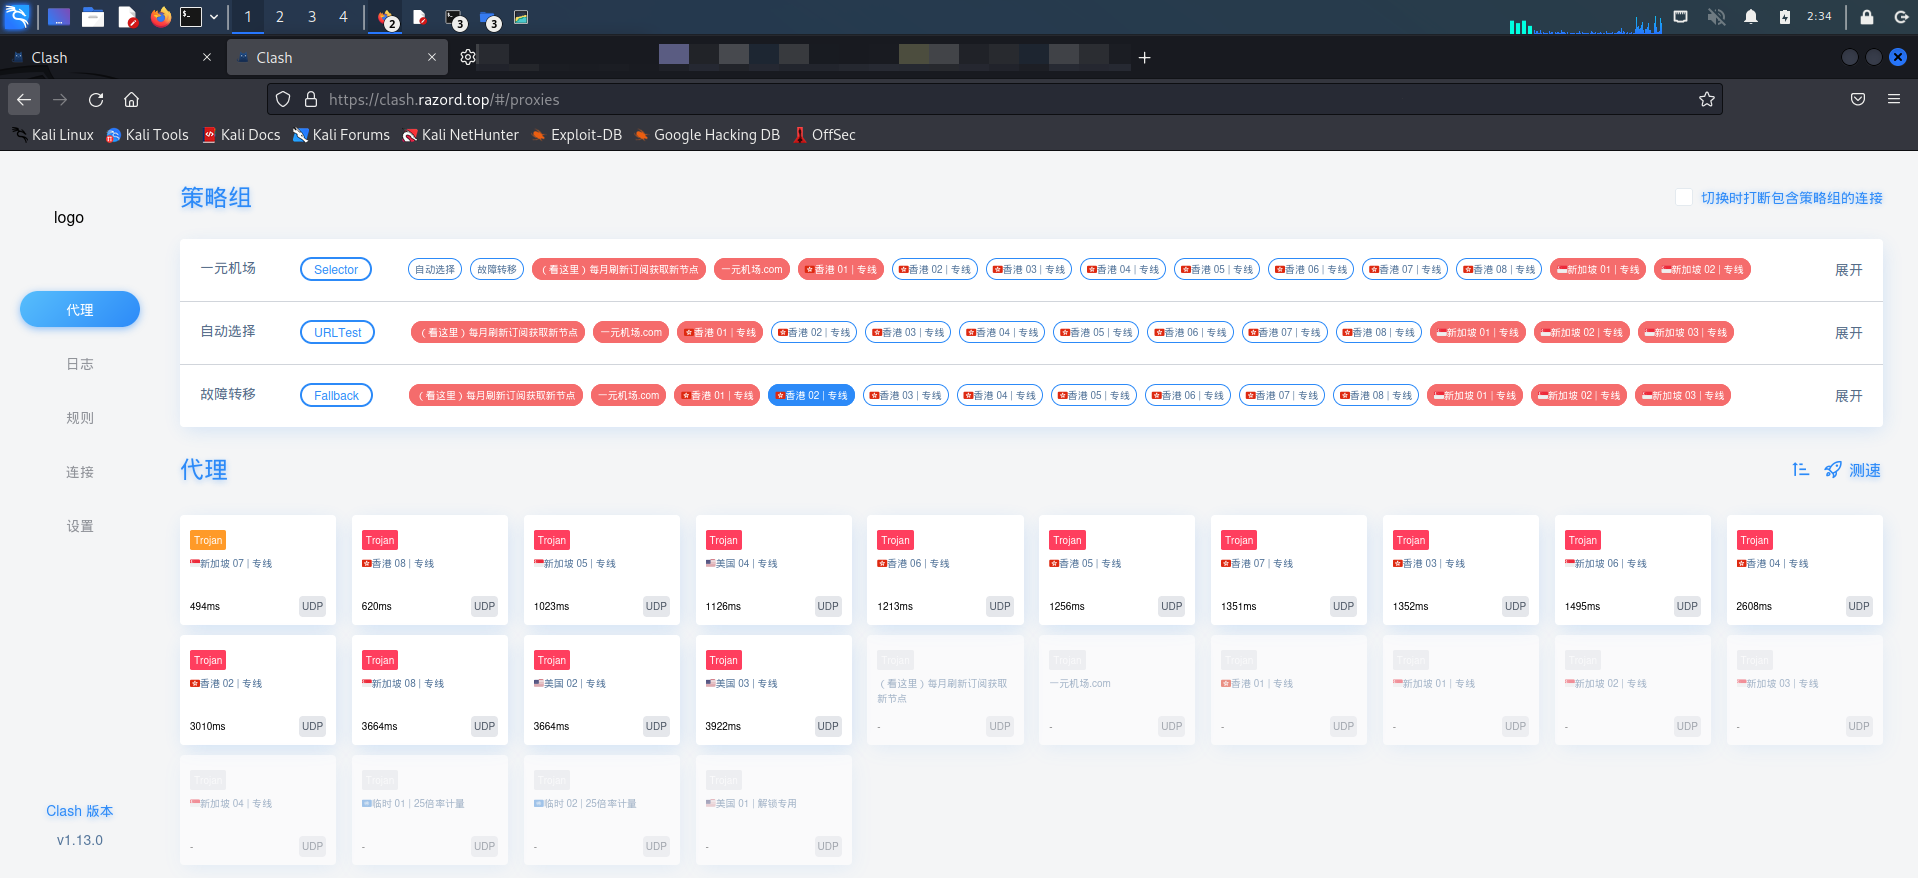 1 2 3 4 2 3 3 2:34
Clash Clash
https://clash.razord.top/#/proxies
Kali Linux Kali Tools Kali Docs Kali Forums Kali NetHunter Exploit-DB Google Hacking DB OffSec
logo
代理
日志
规则
连接
设置
Clash 版本
v1.13.0
策略组 切换时打断包含策略组的连接
一元机场 Selector 自动选择 故障转移 （看这里）每月刷新订阅获取新节点 一元机场.com 香港 01 | 专线 香港 02 | 专线 香港 03 | 专线 香港 04 | 专线 香港 05 | 专线 香港 06 | 专线 香港 07 | 专线 香港 08 | 专线 新加坡 01 | 专线 新加坡 02 | 专线 展开
自动选择 URLTest （看这里）每月刷新订阅获取新节点 一元机场.com 香港 01 | 专线 香港 02 | 专线 香港 03 | 专线 香港 04 | 专线 香港 05 | 专线 香港 06 | 专线 香港 07 | 专线 香港 08 | 专线 新加坡 01 | 专线 新加坡 02 | 专线 新加坡 03 | 专线 展开
故障转移 Fallback （看这里）每月刷新订阅获取新节点 一元机场.com 香港 01 | 专线 香港 02 | 专线 香港 03 | 专线 香港 04 | 专线 香港 05 | 专线 香港 06 | 专线 香港 07 | 专线 香港 08 | 专线 新加坡 01 | 专线 新加坡 02 | 专线 新加坡 03 | 专线 展开
代理 测速
Trojan Trojan Trojan Trojan Trojan Trojan Trojan Trojan Trojan Trojan
新加坡 07 | 专线 香港 08 | 专线 新加坡 05 | 专线 美国 04 | 专线 香港 06 | 专线 香港 05 | 专线 香港 07 | 专线 香港 03 | 专线 新加坡 06 | 专线 香港 04 | 专线
494ms UDP 620ms UDP 1023ms UDP 1126ms UDP 1213ms UDP 1256ms UDP 1351ms UDP 1352ms UDP 1495ms UDP 2608ms UDP
Trojan Trojan Trojan Trojan Trojan Trojan Trojan Trojan Trojan Trojan
香港 02 | 专线 新加坡 08 | 专线 美国 02 | 专线 美国 03 | 专线 （看这里）每月刷新订阅获取 一元机场.com 香港 01 | 专线 新加坡 01 | 专线 新加坡 02 | 专线 新加坡 03 | 专线
新节点
3010ms UDP 3664ms UDP 3664ms UDP 3922ms UDP - UDP - UDP - UDP - UDP - UDP - UDP
Trojan Trojan Trojan Trojan
新加坡 04 | 专线 临时 01 | 25倍率计量 临时 02 | 25倍率计量 美国 01 | 解锁专用
- UDP - UDP - UDP - UDP